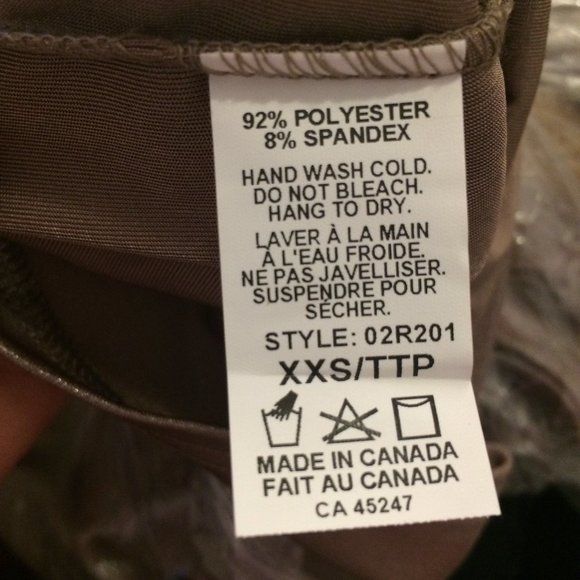 92% POLYESTER
8% SPANDEX
HAND WASH COLD.
DO NOT BLEACH.
HANG TO DRY.
LAVER À LA MAIN
À L'EAU FROIDE.
NE PAS JAVELLISER.
SUSPENDRE POUR
SÉCHER.
STYLE: 02R201
XXS/TTP
MADE IN CANADA
FAIT AU CANADA
CA 45247